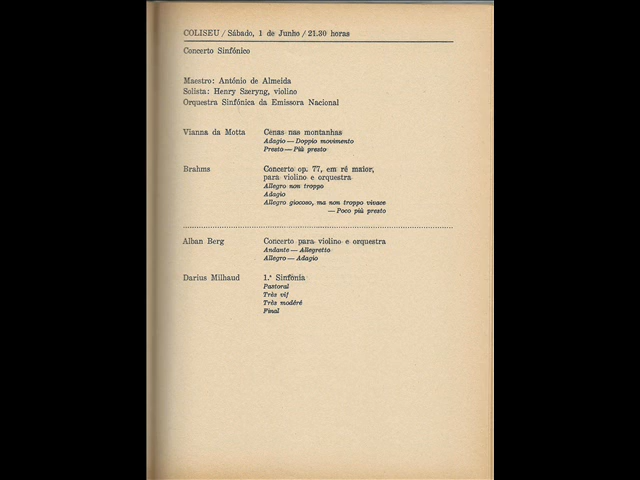 COLISEU / Sábado, 1 de Junho / 21.30 horas
Concerto Sinfónico
Maestro: António de Almeida
Solista: Henry Szeryng, violino
Orquestra Sinfónica da Emissora Nacional
Vianna da Motta Cenas nas montanhas
Adagio — Doppio movimento
Presto — Più presto
Brahms Concerto op. 77, em ré maior,
para violino e orquestra
Allegro non troppo
Adagio
Allegro giocoso, ma non troppo vivace
— Poco più presto
Alban Berg Concerto para violino e orquestra
Andante — Allegretto
Allegro — Adagio
Darius Milhaud 1.ª Sinfonia
Pastoral
Très vif
Très modéré
Final